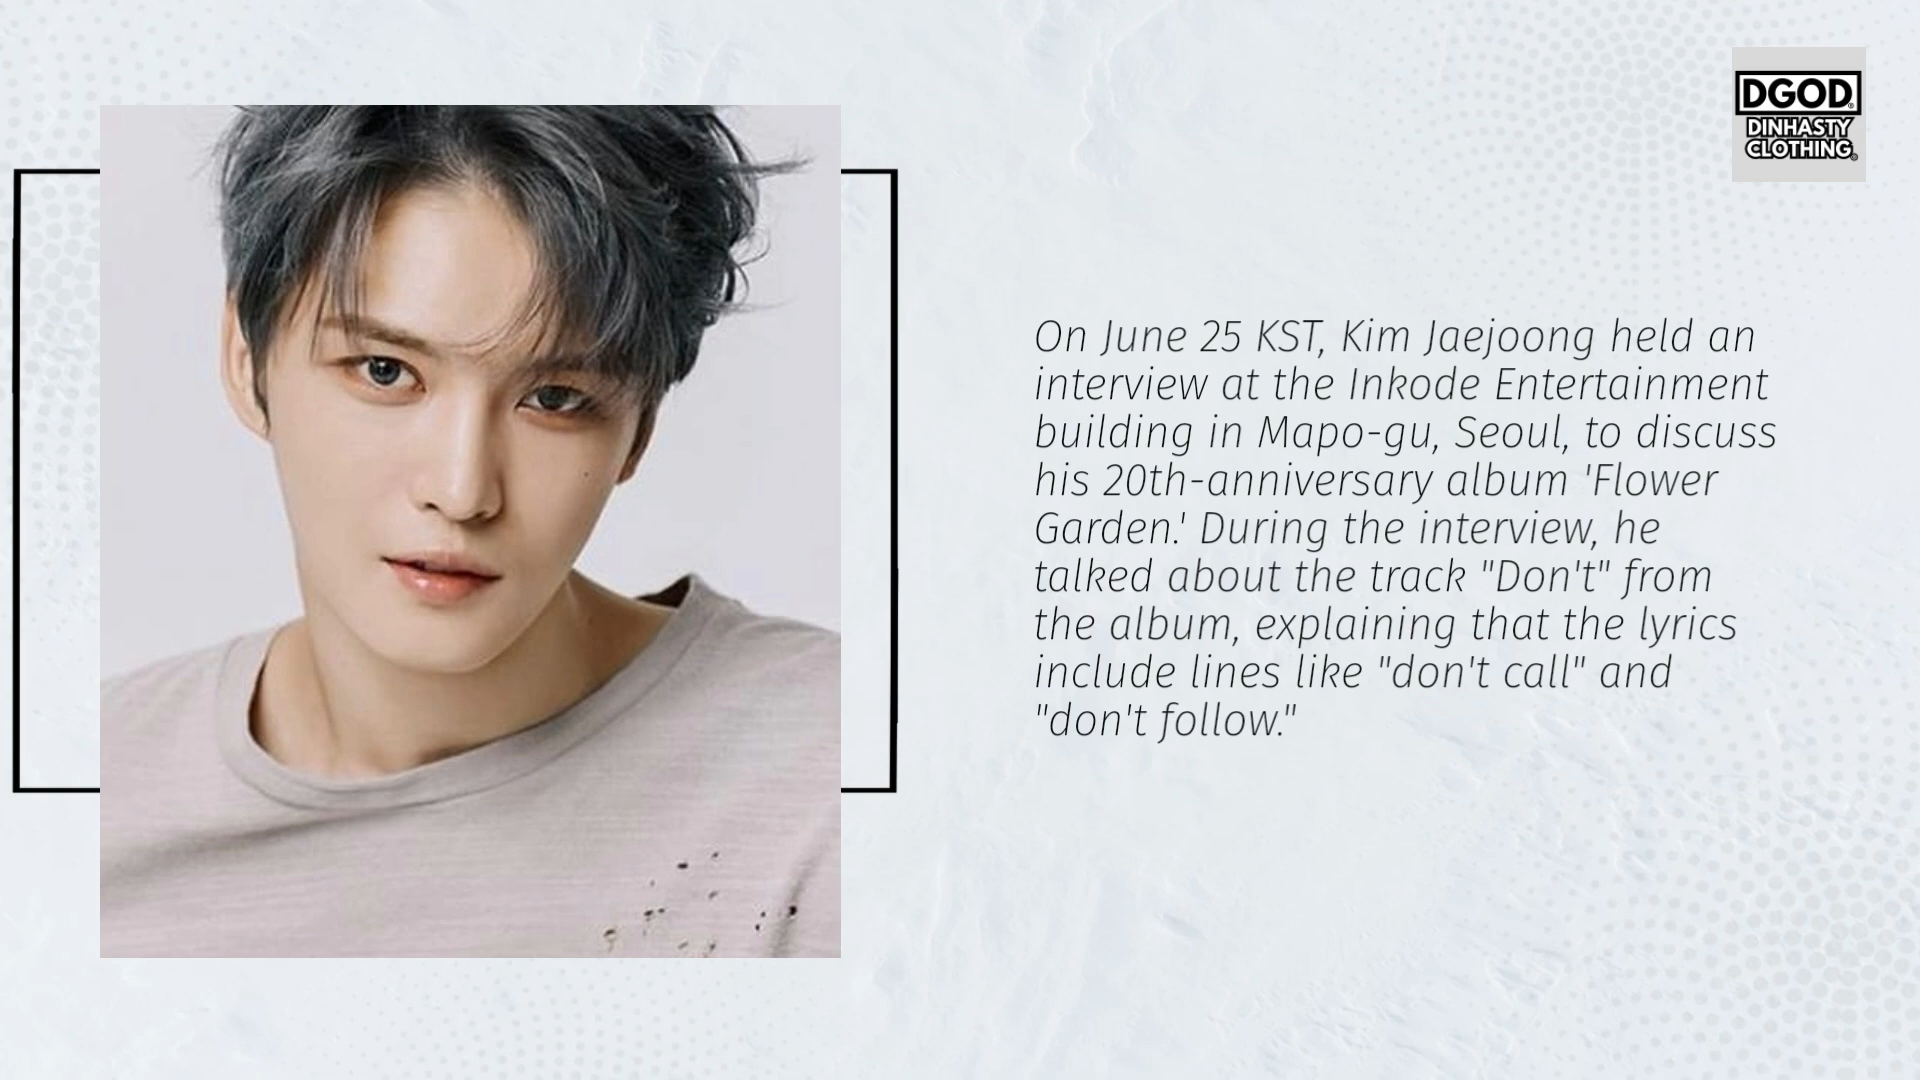 DGOD
DINHASTY
CLOTHING
On June 25 KST, Kim Jaejoong held an
interview at the Inkode Entertainment
building in Mapo-gu, Seoul, to discuss
his 20th-anniversary album 'Flower
Garden.' During the interview, he
talked about the track "Don't" from
the album, explaining that the lyrics
include lines like "don't call" and
"don't follow."